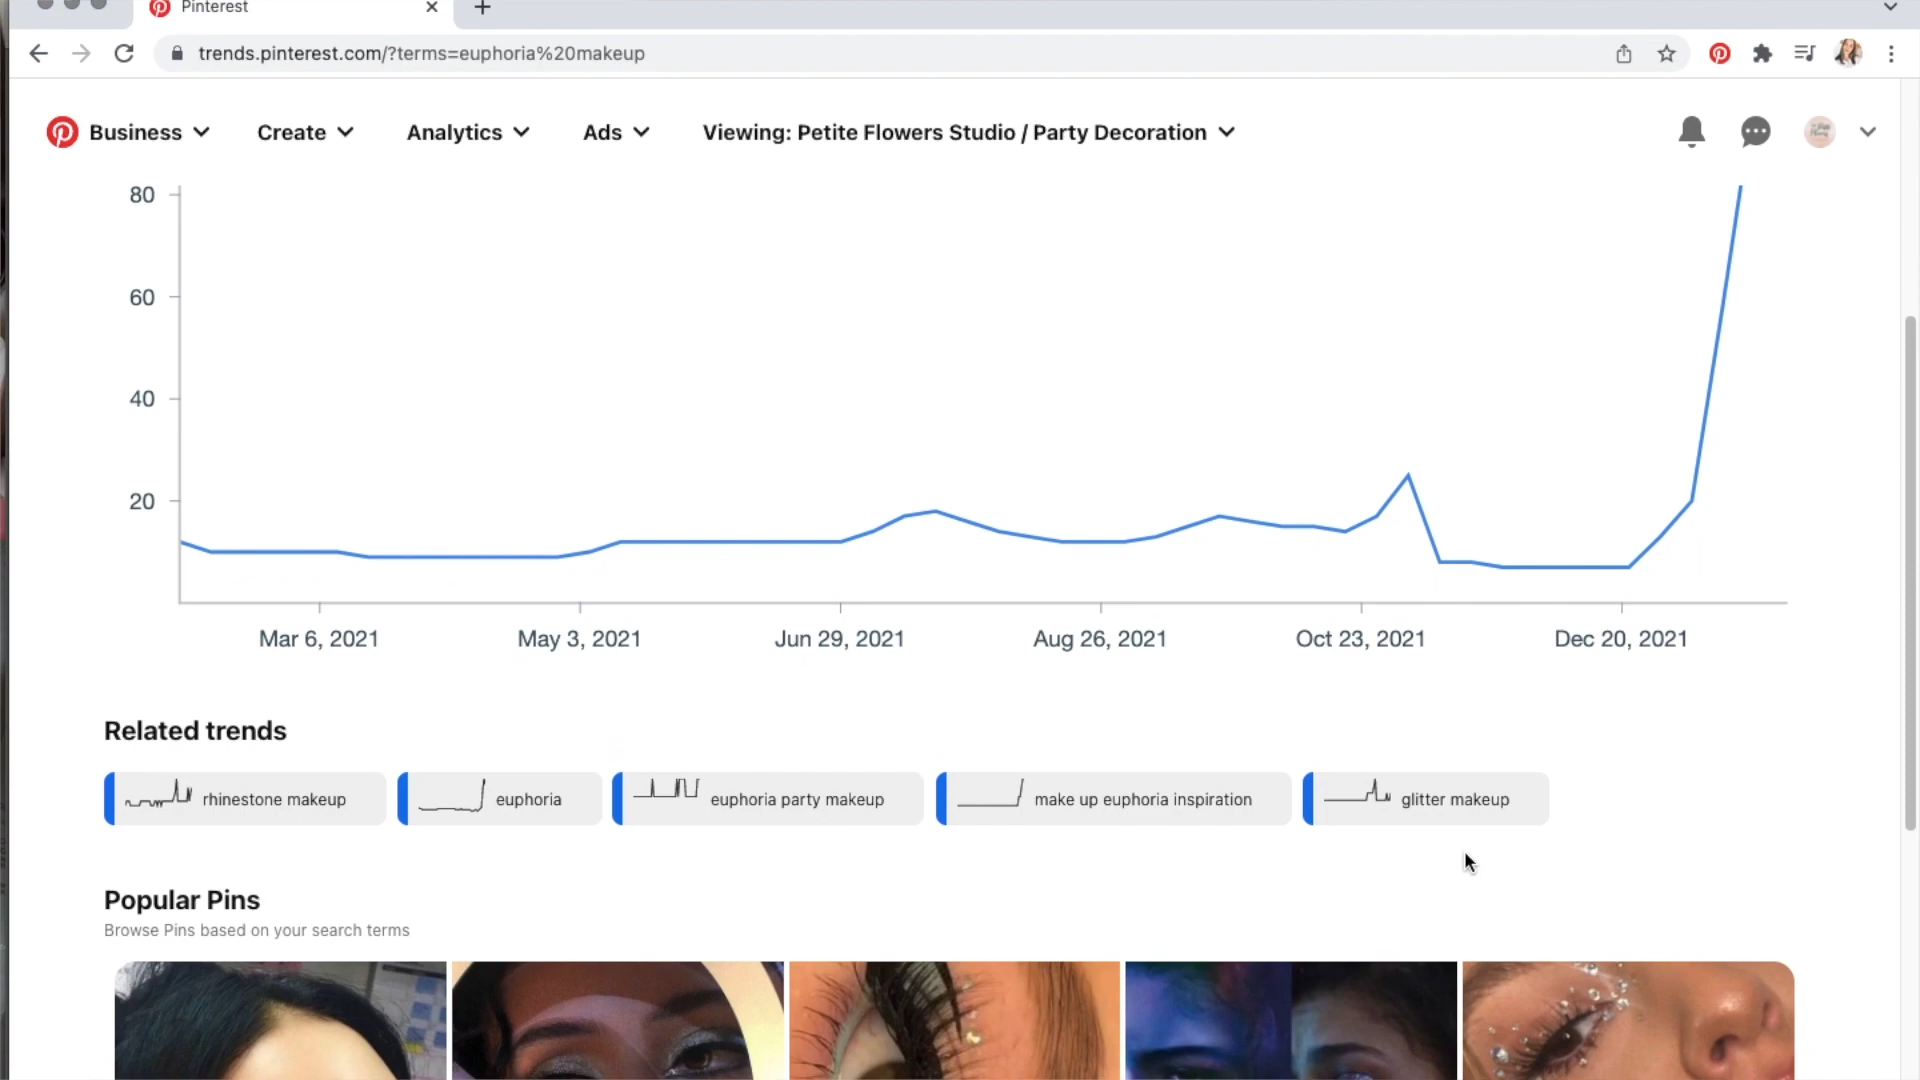 Pinterest
trends.pinterest.com/?terms=euphoria%20makeup
Business
Create
Analytics
Ads
Viewing: Petite Flowers Studio / Party Decoration
80
60
40
20
Mar 6, 2021
May 3, 2021
Jun 29, 2021
Aug 26, 2021
Oct 23, 2021
Dec 20, 2021
Related trends
rhinestone makeup
euphoria
euphoria party makeup
make up euphoria inspiration
glitter makeup
Popular Pins
Browse Pins based on your search terms